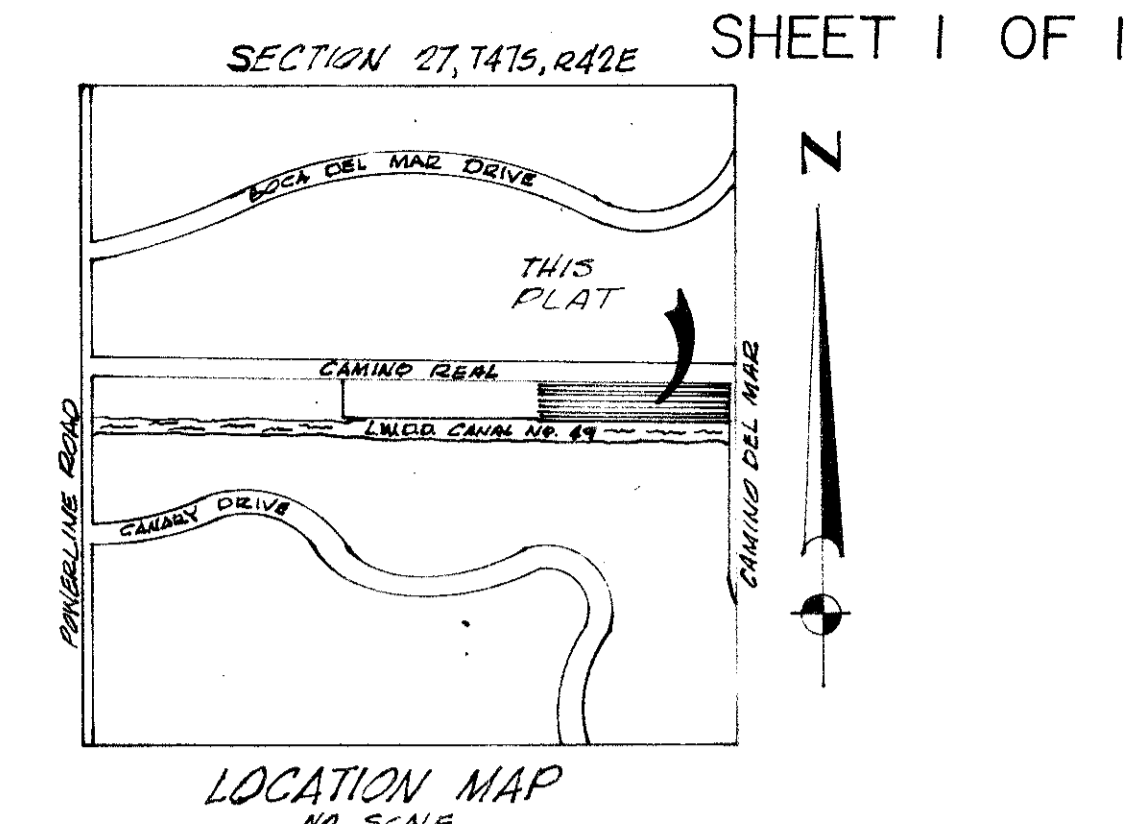 SHEET 1 OF 1
SECTION 27, T47S, R42E
N
BOCA DEL MAR DRIVE
THIS
PLAT
CAMINO REAL
L.W.D.D. CANAL NO. 49
CANARY DRIVE
POWERLINE ROAD
CAMINO DEL MAR
LOCATION MAP
NO SCALE